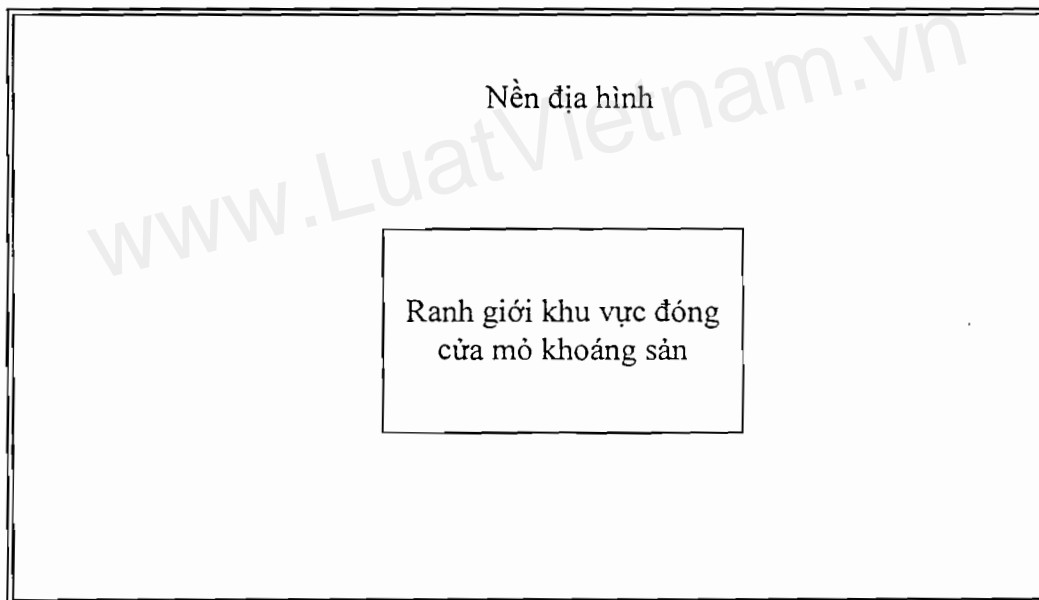 www.LuatVietnam.vn
Nền địa hình
Ranh giới khu vực đóng
cửa mỏ khoáng sản